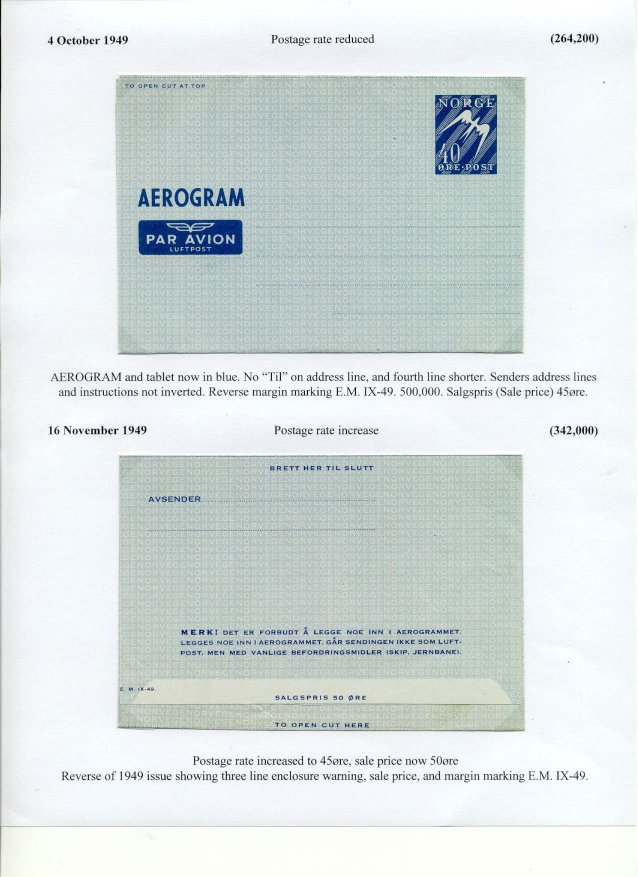 4 October 1949 Postage rate reduced (264,200)
TO OPEN CUT AT TOP
NORGE
40
ØRE·POST
AEROGRAM
PAR AVION
LUFTPOST
AEROGRAM and tablet now in blue. No “Til” on address line, and fourth line shorter. Senders address lines
and instructions not inverted. Reverse margin marking E.M. IX-49. 500,000. Salgspris (Sale price) 45øre.
16 November 1949 Postage rate increase (342,000)
BRETT HER TIL SLUTT
AVSENDER
MERK! DET ER FORBUDT Å LEGGE NOE INN I AEROGRAMMET.
LEGGES NOE INN I AEROGRAMMET, GÅR SENDINGEN IKKE SOM LUFT-
POST, MEN MED VANLIGE BEFORDRINGSMIDLER (SKIP, JERNBANE).
E. M. IX-49.
SALGSPRIS 50 ØRE
TO OPEN CUT HERE
Postage rate increased to 45øre, sale price now 50øre
Reverse of 1949 issue showing three line enclosure warning, sale price, and margin marking E.M. IX-49.